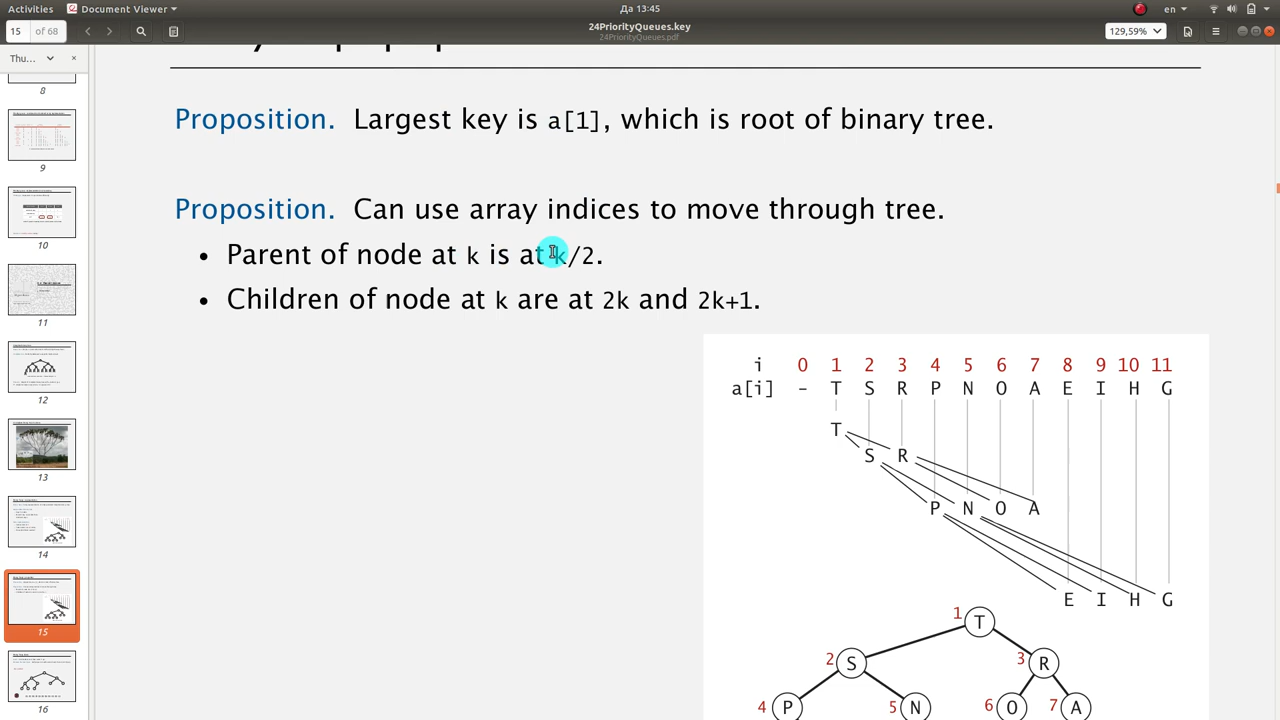 Activities Document Viewer Да 13:45 en
15 of 68 24PriorityQueues.key 129,59%
24PriorityQueues.pdf
Thu...
8
9
10
11
12
13
14
15
16
Proposition. Largest key is a[1], which is root of binary tree.
Proposition. Can use array indices to move through tree.
• Parent of node at k is at k/2.
• Children of node at k are at 2k and 2k+1.
i 0 1 2 3 4 5 6 7 8 9 10 11
a[i] – T S R P N O A E I H G
T
S R
P N O A
E I H G
1 T
2 S 3 R
4 P 5 N 6 O 7 A